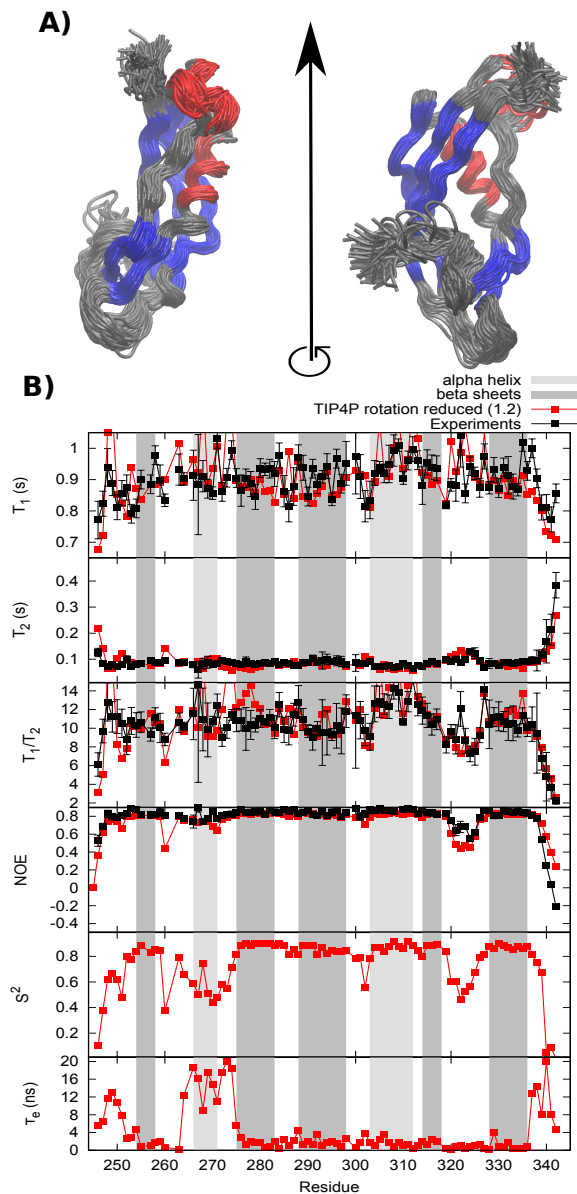 A)
B)
alpha helix
beta sheets
TIP4P rotation reduced (1.2)
Experiments
1
0.9
0.8
0.7
T1 (s)
0.4
0.3
0.2
0.1
T2 (s)
14
12
10
8
6
4
2
T1/T2
0.8
0.6
0.4
0.2
0
-0.2
-0.4
NOE
0.8
0.6
0.4
0.2
S2
20
16
12
8
4
0
τe (ns)
250 260 270 280 290 300 310 320 330 340
Residue